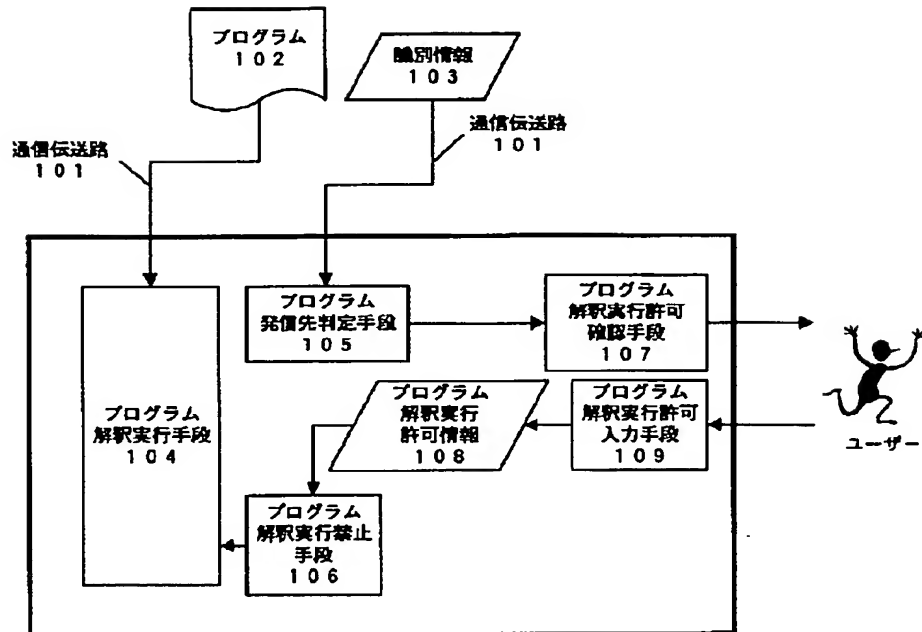 プログラム
102
識別情報
103
通信伝送路
101
通信伝送路
101
プログラム
発信先判定手段
105
プログラム
解釈実行許可
確認手段
107
プログラム
解釈実行手段
104
プログラム
解釈実行
許可情報
108
プログラム
解釈実行許可
入力手段
109
ユーザー
プログラム
解釈実行禁止
手段
106